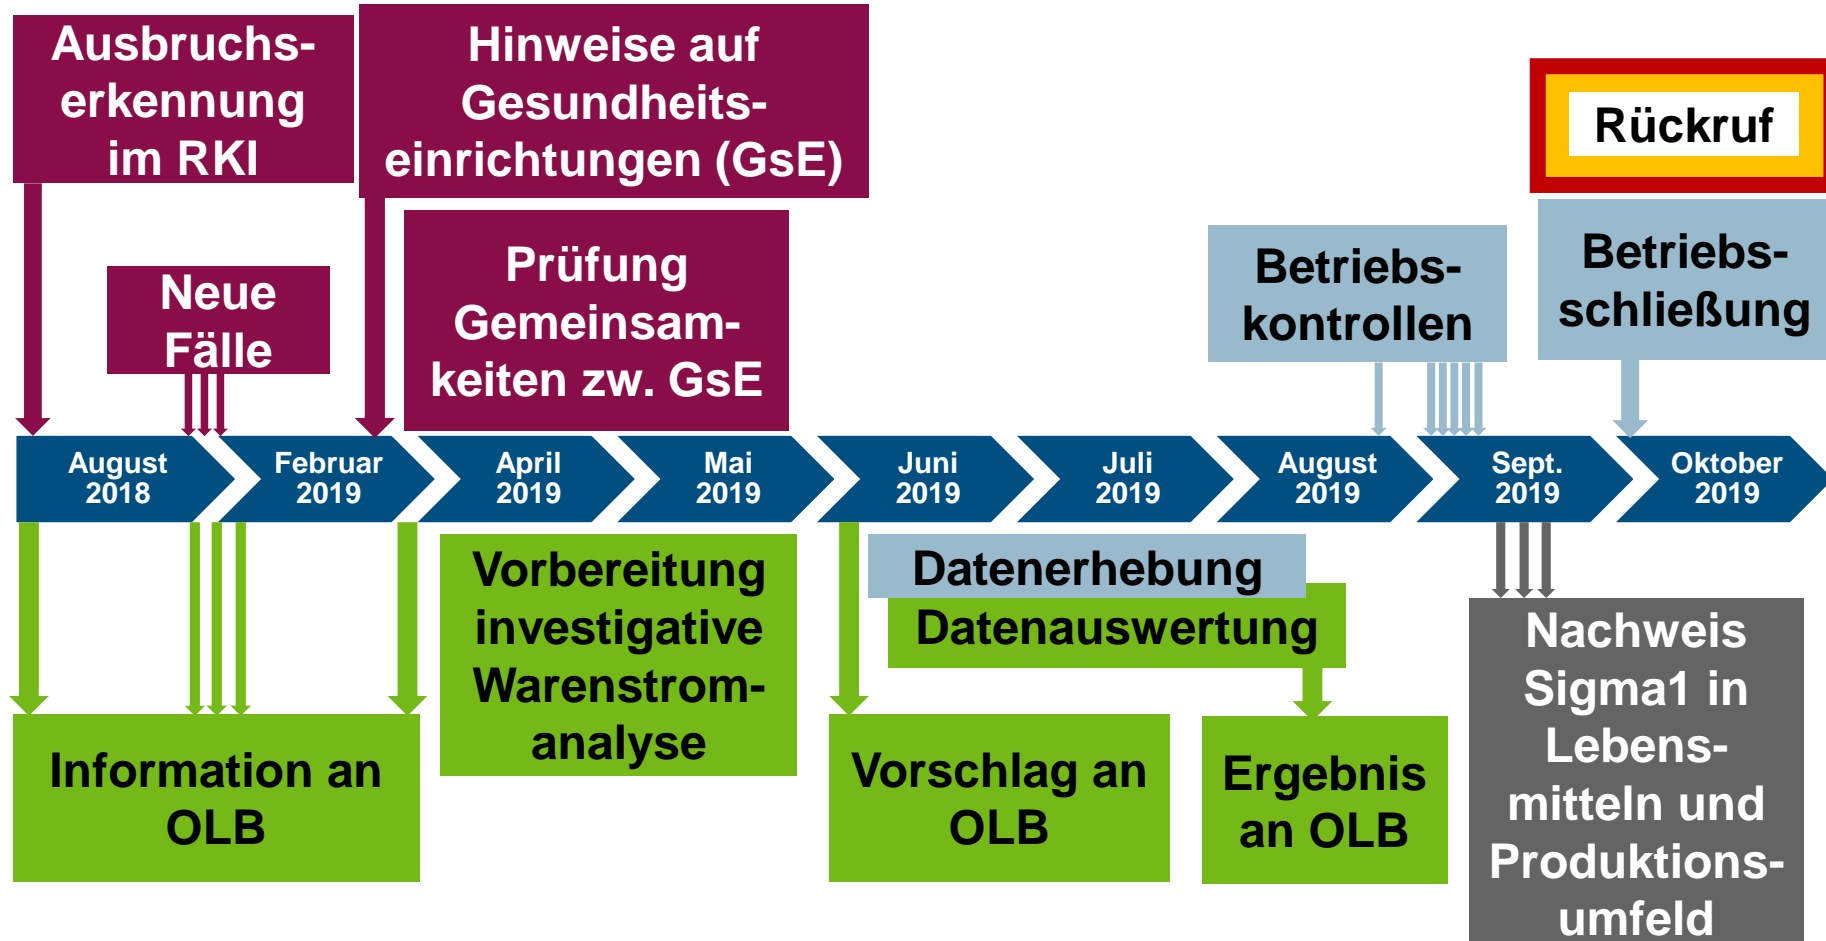 Ausbruchs-
erkennung
im RKI
Hinweise auf
Gesundheits-
einrichtungen (GsE)
Rückruf
Neue
Fälle
Prüfung
Gemeinsam-
keiten zw. GsE
Betriebs-
kontrollen
Betriebs-
schließung
August
2018
Februar
2019
April
2019
Mai
2019
Juni
2019
Juli
2019
August
2019
Sept.
2019
Oktober
2019
Information an
OLB
Vorbereitung
investigative
Warenstrom-
analyse
Datenerhebung
Datenauswertung
Vorschlag an
OLB
Ergebnis
an OLB
Nachweis
Sigma1 in
Lebens-
mitteln und
Produktions-
umfeld